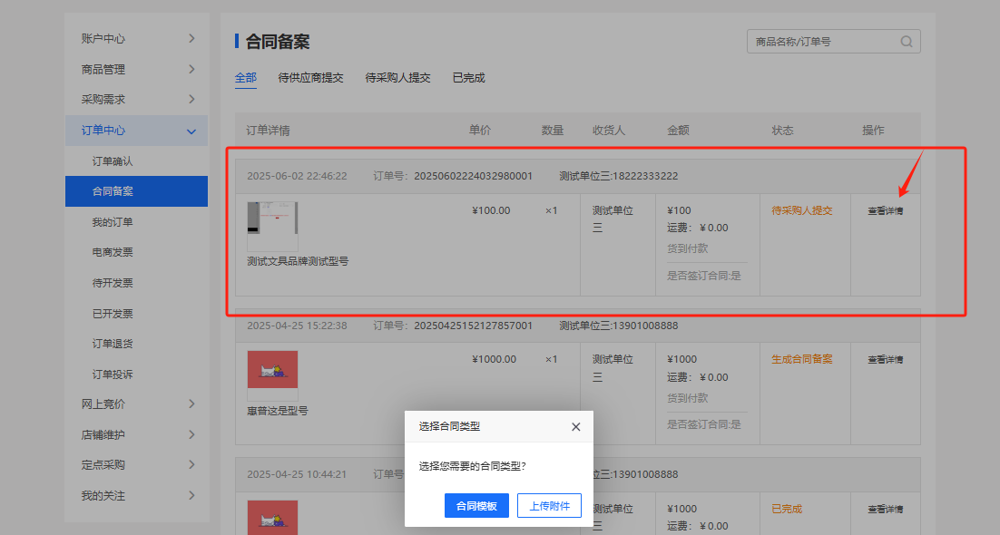 账户中心
商品管理
采购需求
订单中心
订单确认
合同备案
我的订单
电商发票
待开发票
已开发票
订单退货
订单投诉
网上竞价
店铺维护
定点采购
我的关注
合同备案
商品名称/订单号
全部 待供应商提交 待采购人提交 已完成
订单详情 单价 数量 收货人 金额 状态 操作
2025-06-02 22:46:22 订单号: 20250602224032980001 测试单位三:18222333222
¥100.00 ×1 测试单位 ¥100 待采购人提交 查看详情
三 运费: ¥0.00
货到付款
测试文具品牌测试型号
是否签订合同:是
2025-04-25 15:22:38 订单号: 20250425152127857001 测试单位三:13901008888
¥1000.00 ×1 测试单位 ¥1000 生成合同备案 查看详情
三 运费: ¥0.00
货到付款
惠普这是型号
是否签订合同:是
2025-04-25 10:44:21 订单号 位三:13901008888
测试单位 ¥1000 已完成 查看详情
三 运费: ¥0.00
选择合同类型
选择您需要的合同类型?
合同模板 上传附件